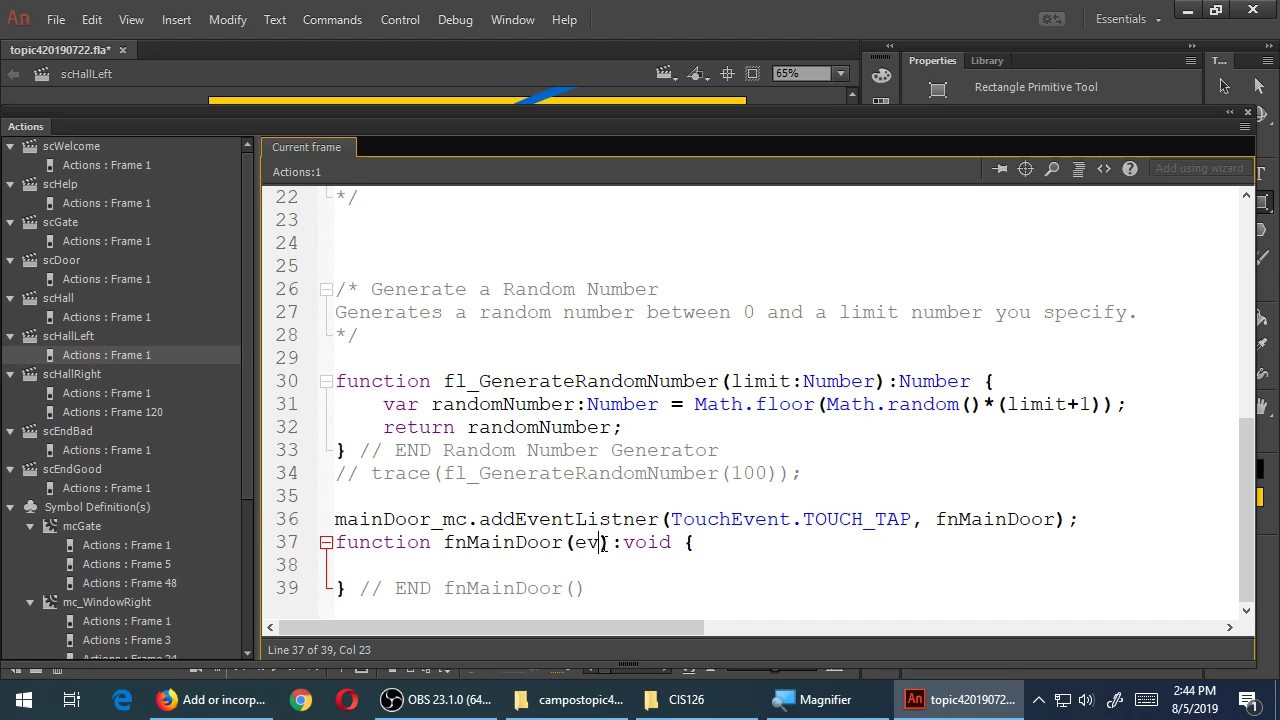 An File Edit View Insert Modify Text Commands Control Debug Window Help Essentials
topic420190722.fla* ×
scHallLeft 65% Properties Library T...
Rectangle Primitive Tool
Actions
scWelcome
Actions : Frame 1
scHelp
Actions : Frame 1
scGate
Actions : Frame 1
scDoor
Actions : Frame 1
scHall
Actions : Frame 1
scHallLeft
Actions : Frame 1
scHallRight
Actions : Frame 1
Actions : Frame 120
scEndBad
Actions : Frame 1
scEndGood
Actions : Frame 1
Symbol Definition(s)
mcGate
Actions : Frame 1
Actions : Frame 5
Actions : Frame 48
mc_WindowRight
Actions : Frame 1
Actions : Frame 3
Actions : Frame 24
Current frame
Actions:1 Add using wizard
22 */
23
24
25
26 /* Generate a Random Number
27 Generates a random number between 0 and a limit number you specify.
28 */
29
30 function fl_GenerateRandomNumber(limit:Number):Number {
31 var randomNumber:Number = Math.floor(Math.random()*(limit+1));
32 return randomNumber;
33 } // END Random Number Generator
34 // trace(fl_GenerateRandomNumber(100));
35
36 mainDoor_mc.addEventListner(TouchEvent.TOUCH_TAP, fnMainDoor);
37 function fnMainDoor(ev):void {
38
39 } // END fnMainDoor()
Line 37 of 39, Col 23
Add or incorp... OBS 23.1.0 (64... campostopic4... CIS126 Magnifier An topic42019072... 2:44 PM
8/5/2019 1